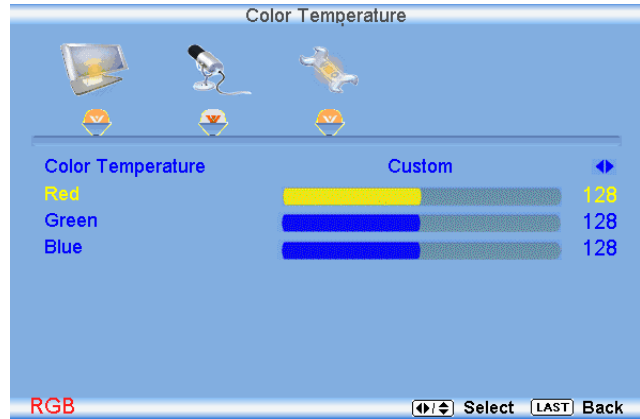 Color Temperature
Color Temperature Custom
Red 128
Green 128
Blue 128
RGB Select LAST Back